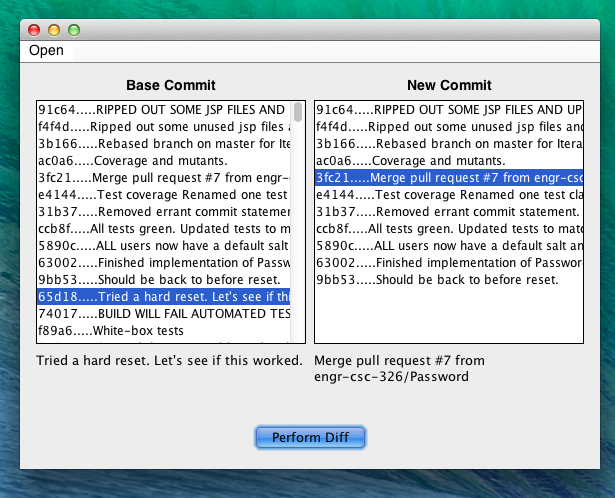 Open
Base Commit
New Commit
91c64.....RIPPED OUT SOME JSP FILES AND
f4f4d.....Ripped out some unused jsp files
3b166.....Rebased branch on master for Itera
ac0a6.....Coverage and mutants.
3fc21.....Merge pull request #7 from engr-
e4144.....Test coverage Renamed one test
31b37.....Removed errant commit statemer
ccb8f.....All tests green. Updated tests to m
5890c.....ALL users now have a default salt
63002.....Finished implementation of Passw
9bb53.....Should be back to before reset.
65d18.....Tried a hard reset. Let's see if thi
74017.....BUILD WILL FAIL AUTOMATED TES
f89a6.....White-box tests
91c64.....RIPPED OUT SOME JSP FILES AND UP
f4f4d.....Ripped out some unused jsp files and
3b166.....Rebased branch on master for Itera
ac0a6.....Coverage and mutants.
3fc21.....Merge pull request #7 from engr-csc
e4144.....Test coverage Renamed one test cla
31b37.....Removed errant commit statement.
ccb8f.....All tests green. Updated tests to mat
5890c.....ALL users now have a default salt an
63002.....Finished implementation of Passwor
9bb53.....Should be back to before reset.
Tried a hard reset. Let's see if this worked.
Merge pull request #7 from
engr-csc-326/Password
Perform Diff